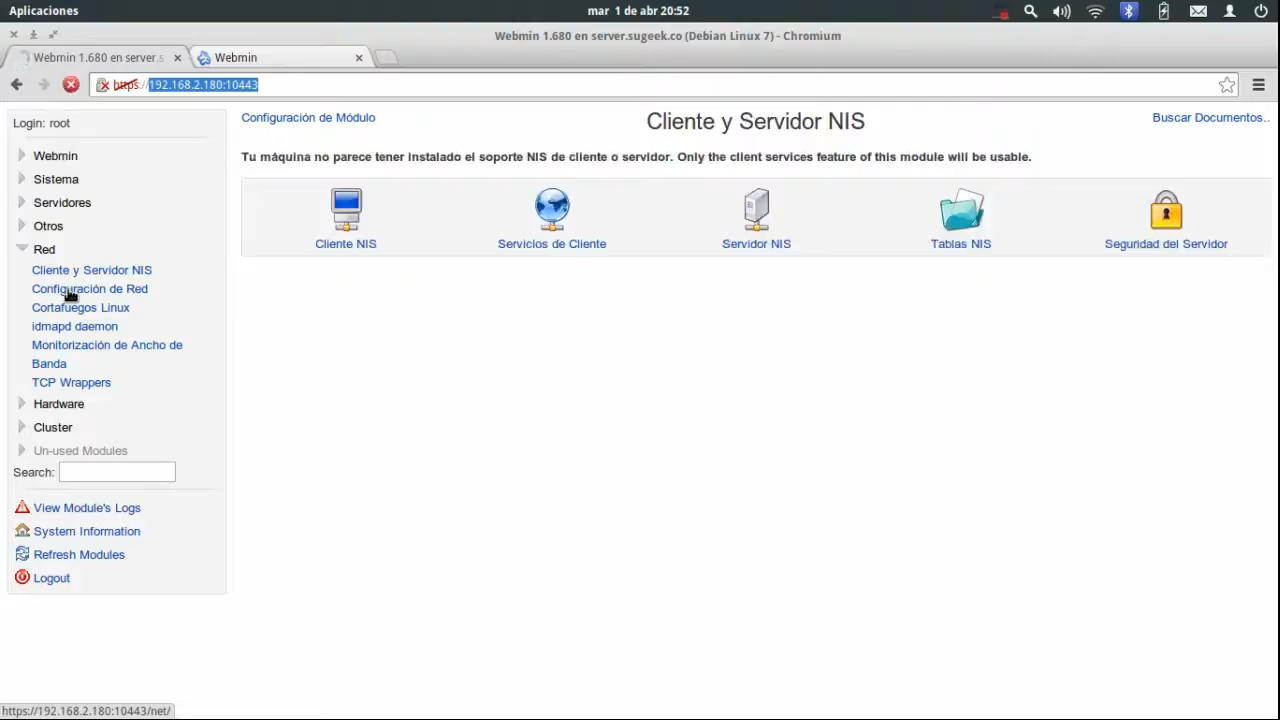 Aplicaciones
mar 1 de abr 20:52
Webmin 1.680 en server.sugeek.co (Debian Linux 7) - Chromium
Webmin 1.680 en server.s
Webmin
https://192.168.2.180:10443
Login: root
Webmin
Sistema
Servidores
Otros
Red
Cliente y Servidor NIS
Configuración de Red
Cortafuegos Linux
idmapd daemon
Monitorización de Ancho de
Banda
TCP Wrappers
Hardware
Cluster
Un-used Modules
Search:
View Module's Logs
System Information
Refresh Modules
Logout
Configuración de Módulo
Cliente y Servidor NIS
Buscar Documentos..
Tu máquina no parece tener instalado el soporte NIS de cliente o servidor. Only the client services feature of this module will be usable.
Cliente NIS
Servicios de Cliente
Servidor NIS
Tablas NIS
Seguridad del Servidor
https://192.168.2.180:10443/net/